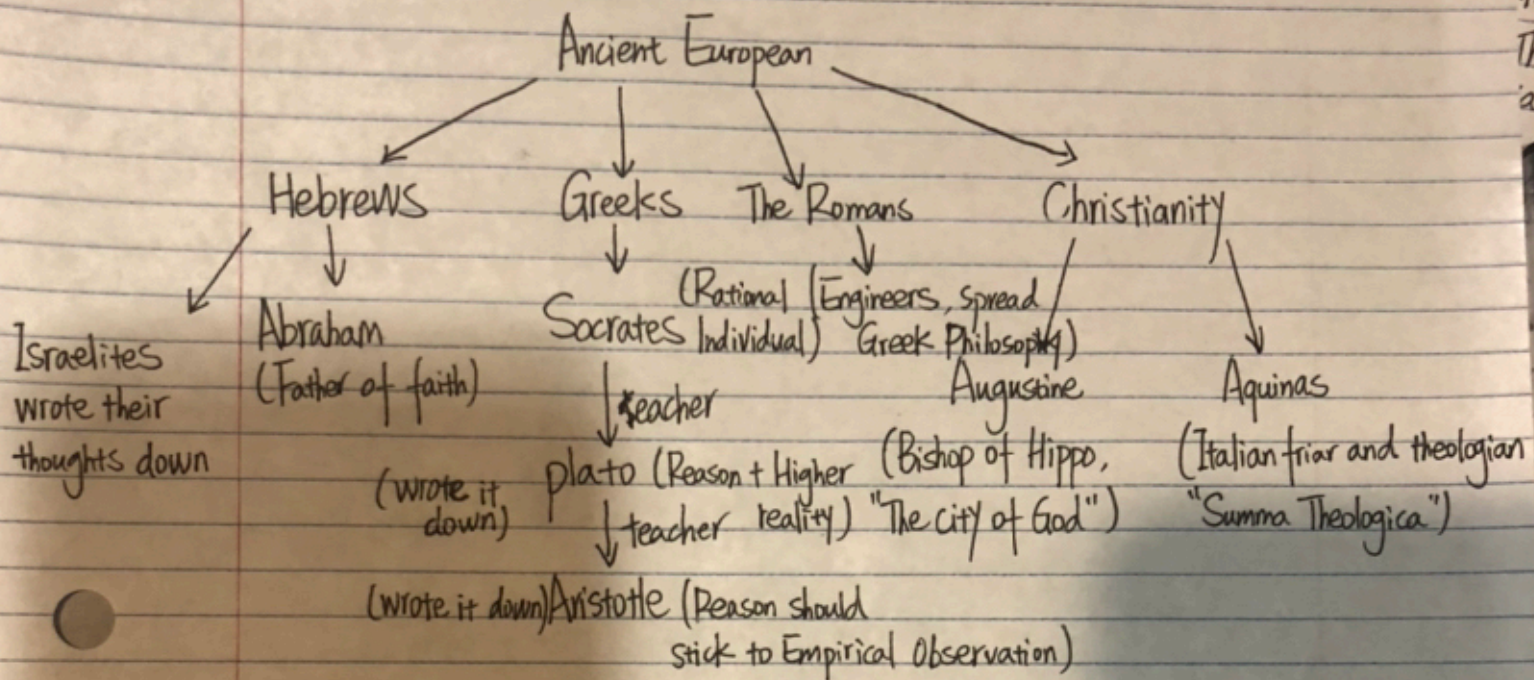 Ancient European
Hebrews Greeks The Romans Christianity
Israelites
wrote their
thoughts down
Abraham
(Father of faith)
Socrates (Rational
Individual)
(Engineers, spread
Greek Philosophy)
teacher
(wrote it
down)
plato (Reason + Higher
reality)
teacher
(wrote it down) Aristotle (Reason should
stick to Empirical Observation)
Augustine
(Bishop of Hippo,
"The city of God")
Aquinas
(Italian friar and theologian
"Summa Theologica")